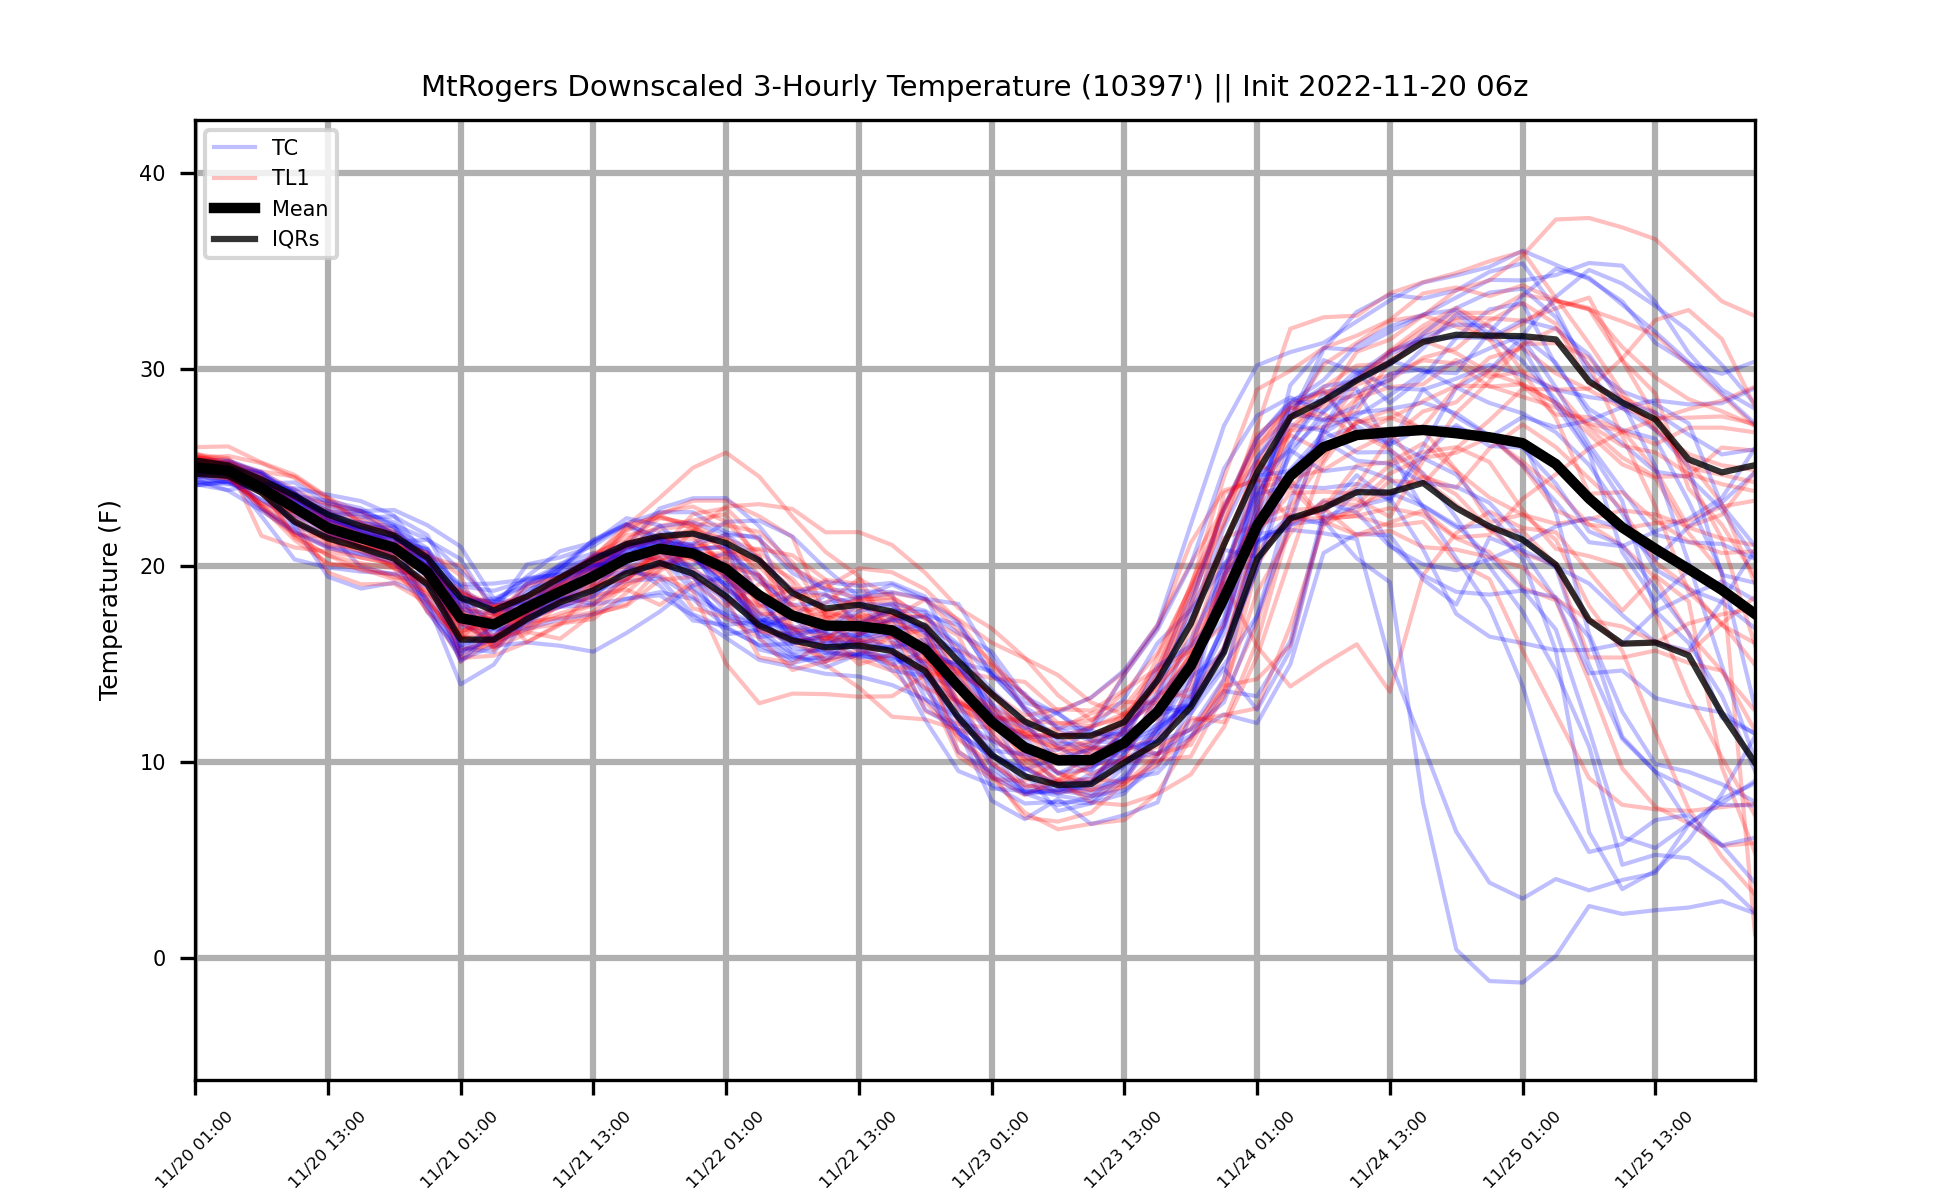 MtRogers Downscaled 3-Hourly Temperature (10397') || Init 2022-11-20 06z
TC
TL1
Mean
IQRs
Temperature (F)
40
30
20
10
0
11/20 01:00
11/20 13:00
11/21 01:00
11/21 13:00
11/22 01:00
11/22 13:00
11/23 01:00
11/23 13:00
11/24 01:00
11/24 13:00
11/25 01:00
11/25 13:00